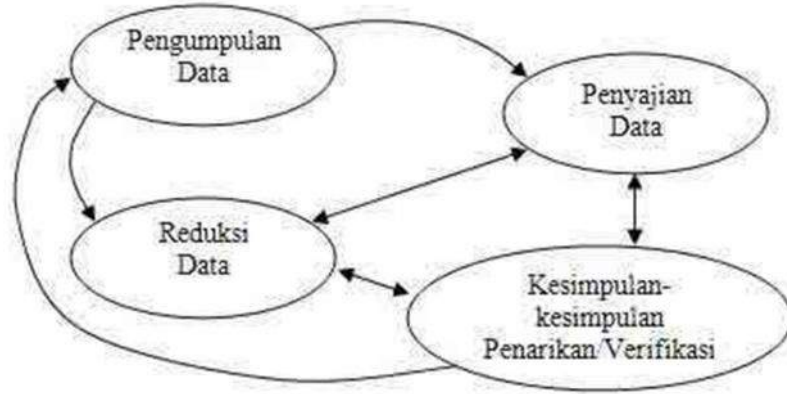 Pengumpulan
Data
Penyajian
Data
Reduksi
Data
Kesimpulan-
kesimpulan
Penarikan/Verifikasi